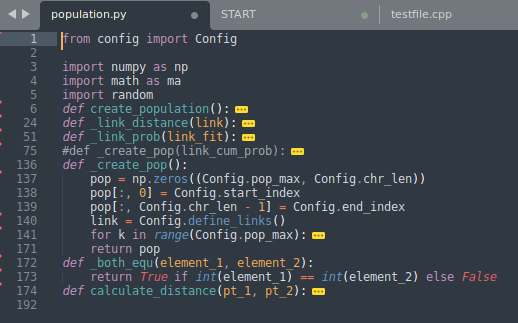 population.py START testfile.cpp
1 from config import Config
2
3 import numpy as np
4 import math as ma
5 import random
6 def create_population():
24 def _link_distance(link):
51 def _link_prob(link_fit):
75 #def _create_pop(link_cum_prob):
136 def _create_pop():
137 pop = np.zeros((Config.pop_max, Config.chr_len))
138 pop[:, 0] = Config.start_index
139 pop[:, Config.chr_len - 1] = Config.end_index
140 link = Config.define_links()
141 for k in range(Config.pop_max):
171 return pop
172 def _both_equ(element_1, element_2):
173 return True if int(element_1) == int(element_2) else False
174 def calculate_distance(pt_1, pt_2):
192